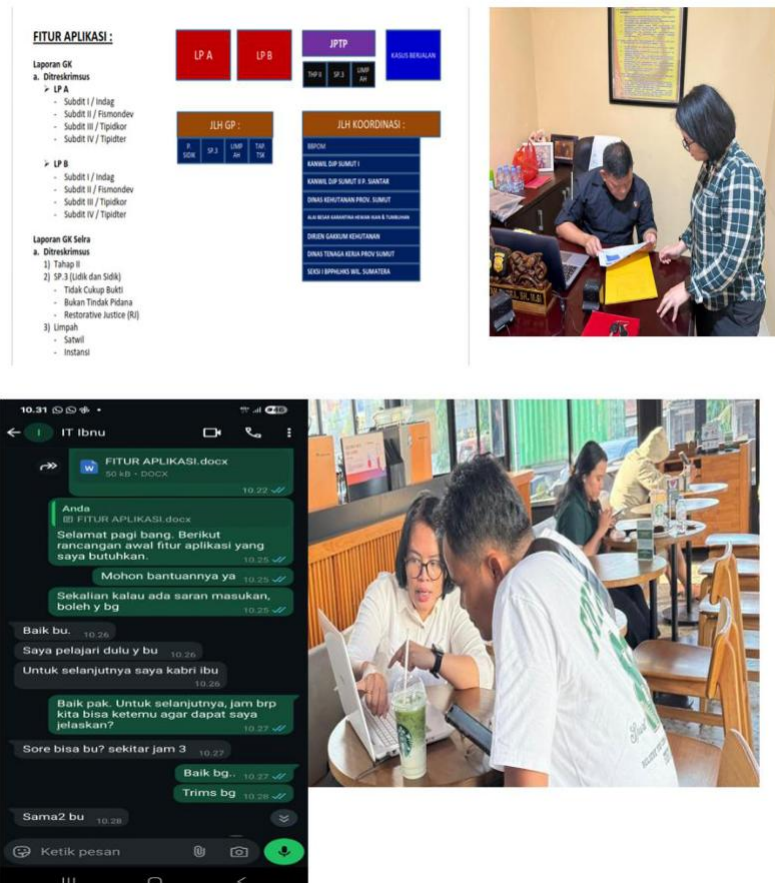 FITUR APLIKASI :
Laporan GK
a. Ditreskrimsus
➢ LP A
- Subdit I / Indag
- Subdit II / Fismondev
- Subdit III / Tipidkor
- Subdit IV / Tipidter
➢ LP B
- Subdit I / Indag
- Subdit II / Fismondev
- Subdit III / Tipidkor
- Subdit IV / Tipidter
Laporan GK Selra
a. Ditreskrimsus
1) Tahap II
2) SP.3 (Lidik dan Sidik)
- Tidak Cukup Bukti
- Bukan Tindak Pidana
- Restorative Justice (RJ)
3) Limpah
- Satwil
- Instansi
LP A
LP B
JPTP
THP II
SP.3
LIMP
AH
KASUS BERJALAN
JLH GP :
P.
SIDIK
SP.3
LIMP
AH
TAP.
TSK
JLH KOORDINASI :
BBPOM
KANWIL DJP SUMUT I
KANWIL DJP SUMUT II P. SIANTAR
DINAS KEHUTANAN PROV. SUMUT
BESAR KARANTINA HEWAN IKAN & TUMBUHAN
DIRJEN GAKKUM KEHUTANAN
DINAS TENAGA KERJA PROV SUMUT
SEKSI I BPPHLHKS WIL. SUMATERA
10.31
I
IT Ibnu
W
FITUR APLIKASI.docx
50 kB • DOCX
10.22
Anda
FITUR APLIKASI.docx
Selamat pagi bang. Berikut
rancangan awal fitur aplikasi yang
saya butuhkan.
10.25
Mohon bantuannya ya 10.25
Sekalian kalau ada saran masukan,
boleh y bg
10.25
Baik bu. 10.26
Saya pelajari dulu y bu 10.26
Untuk selanjutnya saya kabri ibu
10.26
Baik pak. Untuk selanjutnya, jam brp
kita bisa ketemu agar dapat saya
jelaskan?
10.27
Sore bisa bu? sekitar jam 3 10.27
Baik bg.. 10.27
Trims bg 10.28
Sama2 bu 10.28
Ketik pesan